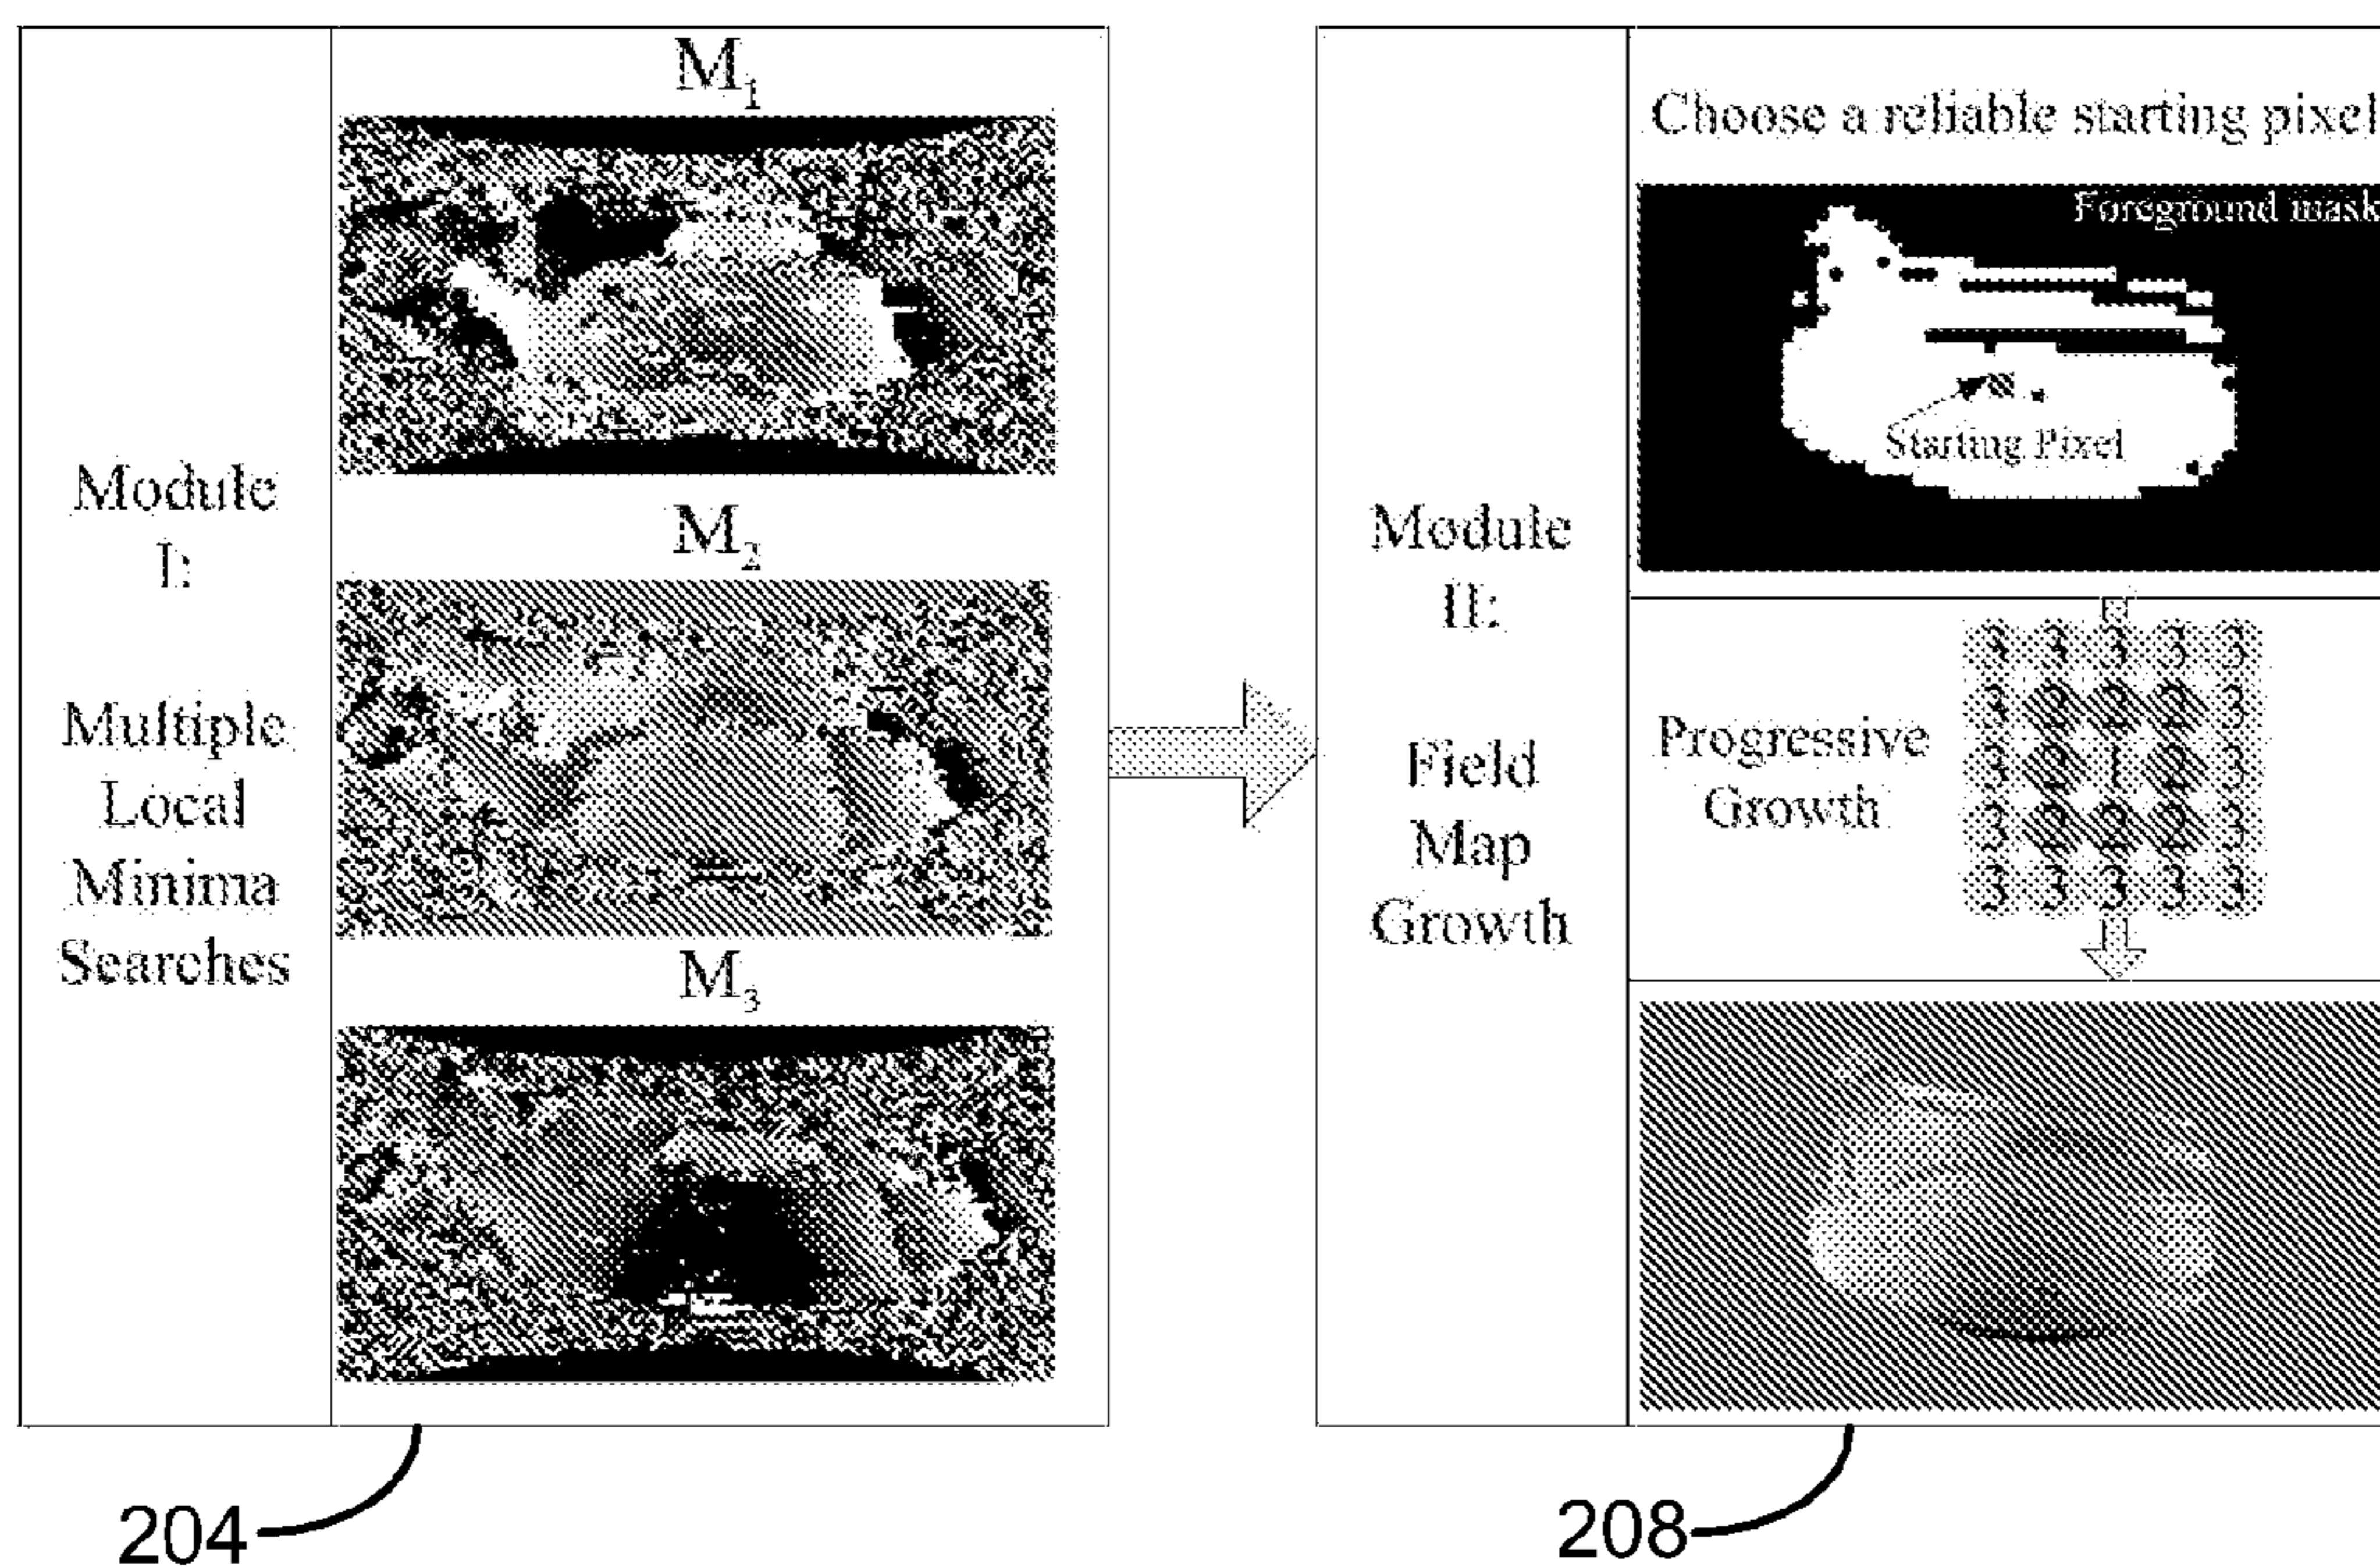 Module
I:
Multiple
Local
Minima
Searches
M1
M2
M3
204
Module
II:
Field
Map
Growth
Choose a reliable starting pixel
Foreground mask
Starting Pixel
Progressive
Growth
3 3 3 3 3
3 2 2 2 3
3 2 1 2 3
3 2 2 2 3
3 3 3 3 3
208